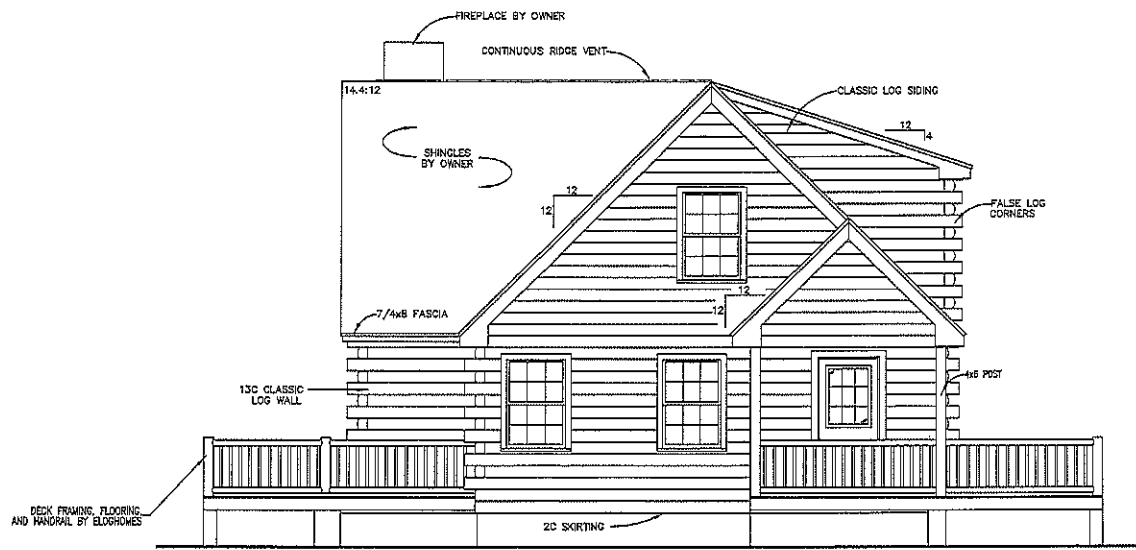 FIREPLACE BY OWNER
CONTINUOUS RIDGE VENT
14.4:12
CLASSIC LOG SIDING
12
4
SHINGLES
BY OWNER
12
12
FALSE LOG
CORNERS
12
12
7/4x8 FASCIA
13C CLASSIC
LOG WALL
4x6 POST
DECK FRAMING, FLOORING,
AND HANDRAIL BY ELOGHOMES
2C SKIRTING